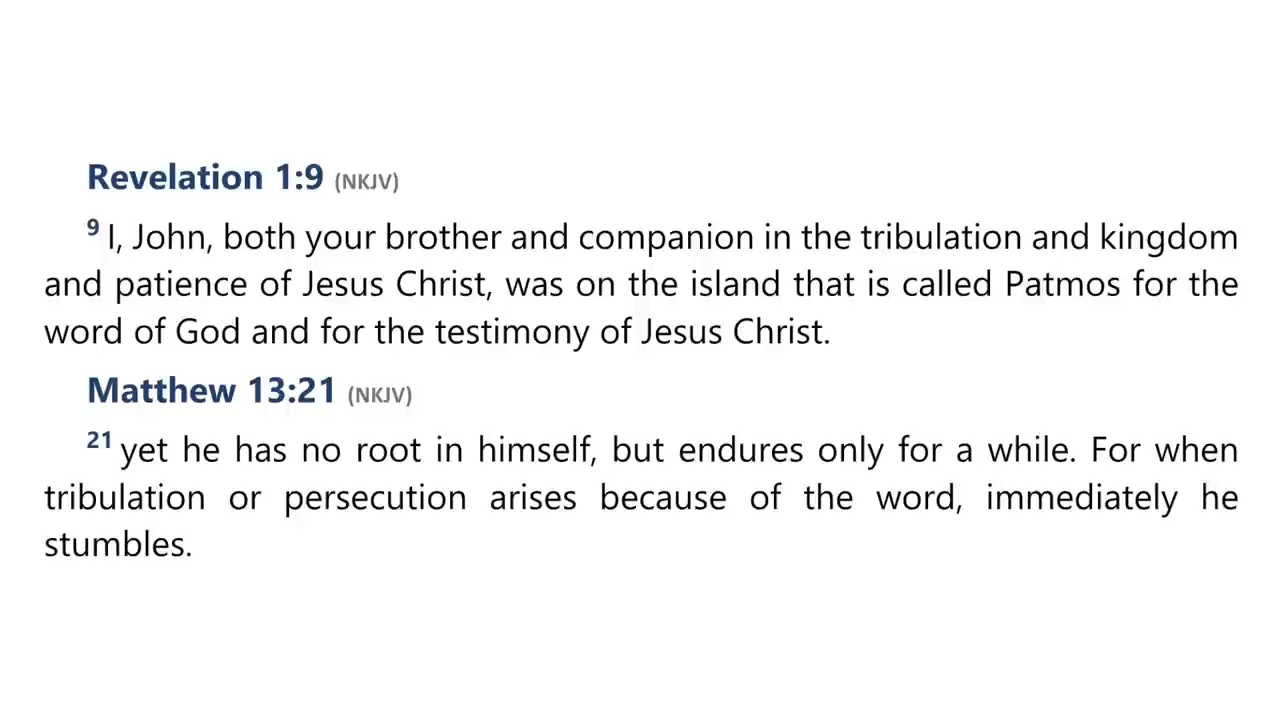 Revelation 1:9 (NKJV)
9 I, John, both your brother and companion in the tribulation and kingdom
and patience of Jesus Christ, was on the island that is called Patmos for the
word of God and for the testimony of Jesus Christ.
Matthew 13:21 (NKJV)
21 yet he has no root in himself, but endures only for a while. For when
tribulation or persecution arises because of the word, immediately he
stumbles.